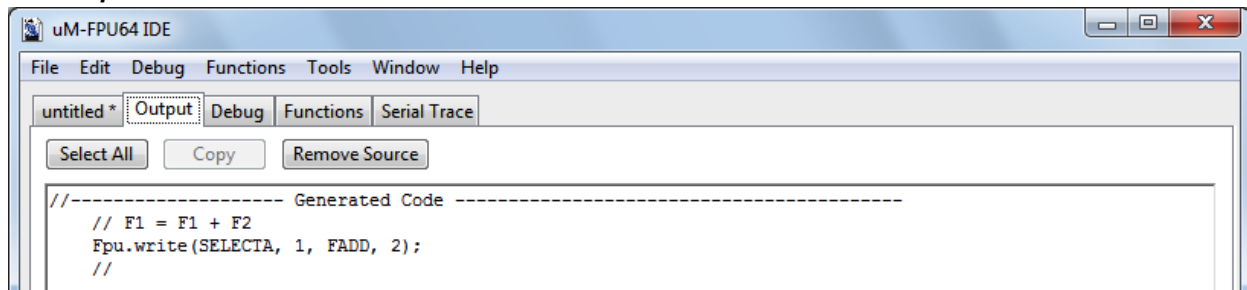 uM-FPU64 IDE
File Edit Debug Functions Tools Window Help
untitled * Output Debug Functions Serial Trace
Select All Copy Remove Source
//-------------------- Generated Code ------------------------------------------
// F1 = F1 + F2
Fpu.write(SELECTA, 1, FADD, 2);
//